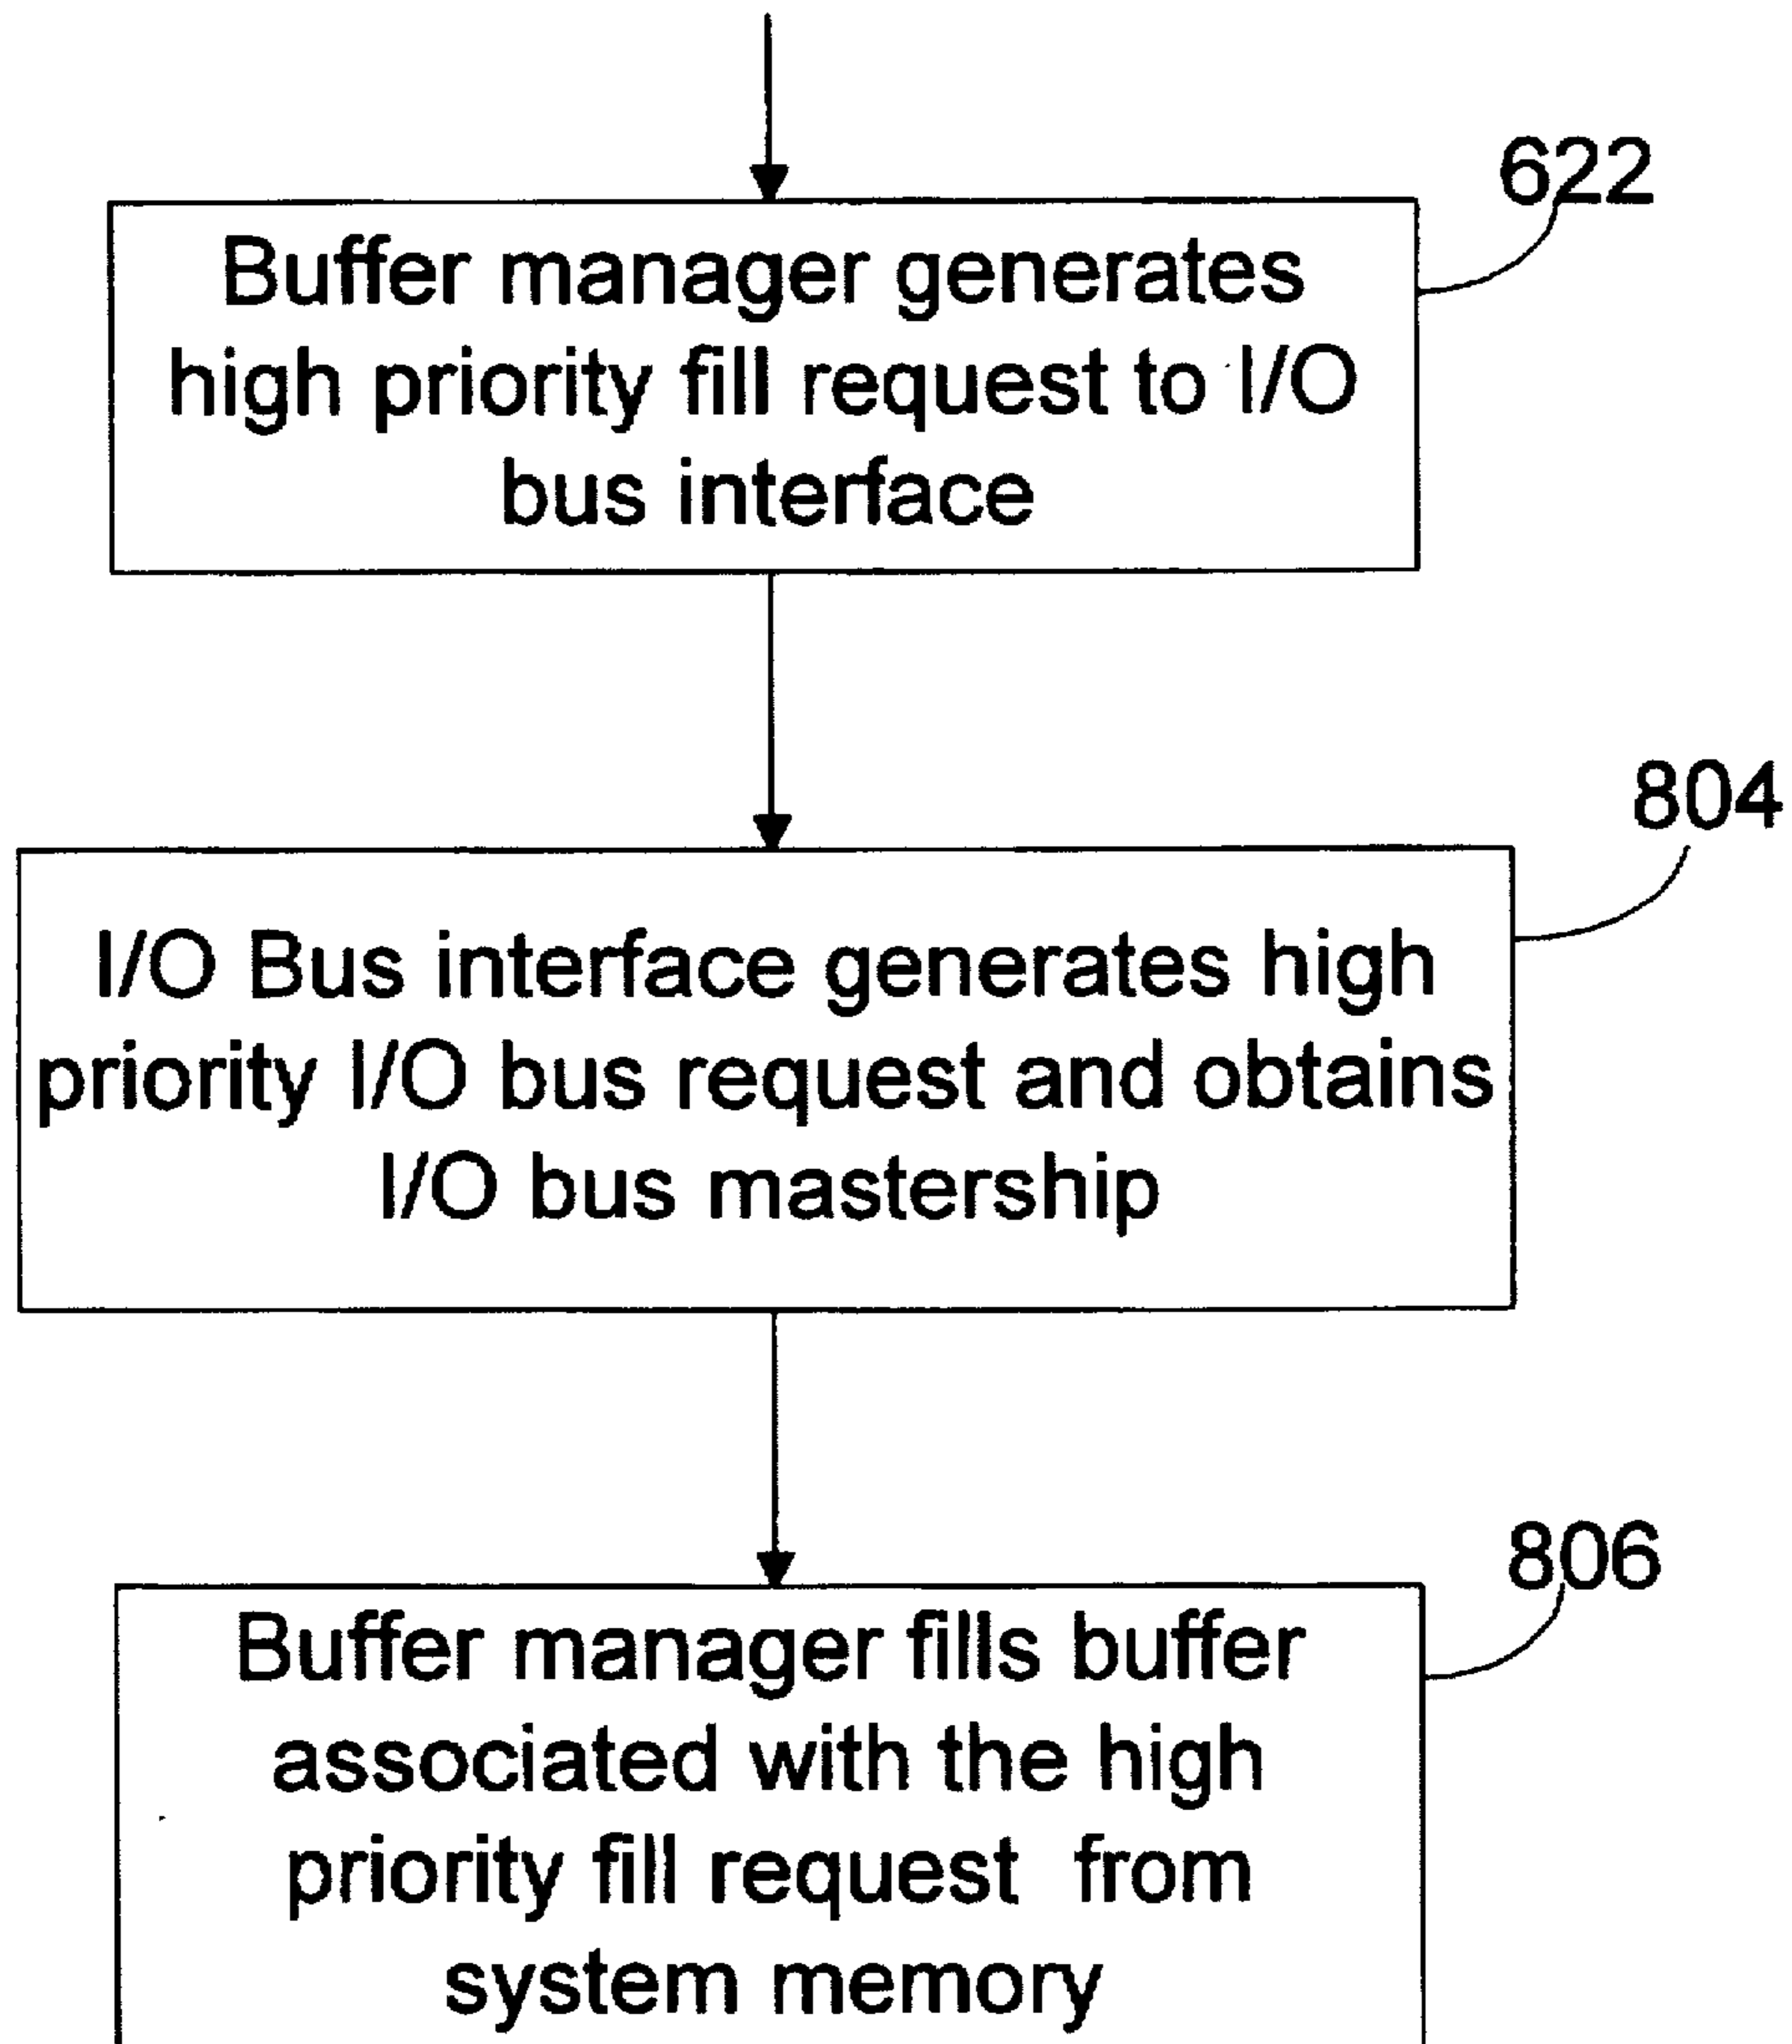 622
Buffer manager generates
high priority fill request to I/O
bus interface
804
I/O Bus interface generates high
priority I/O bus request and obtains
I/O bus mastership
806
Buffer manager fills buffer
associated with the high
priority fill request from
system memory